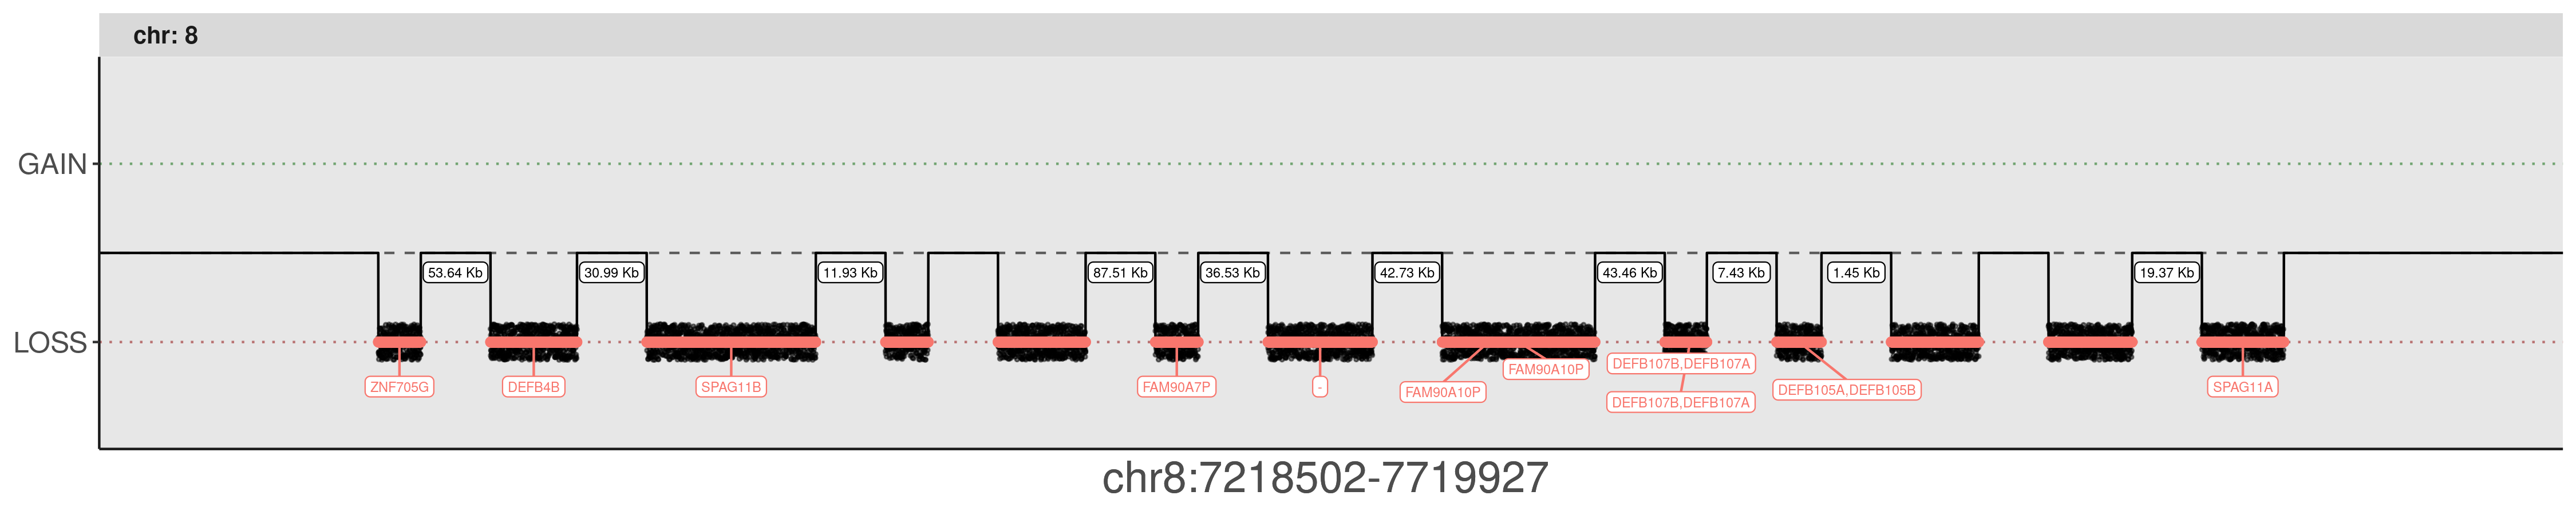 chr: 8
GAIN
53.64 Kb
30.99 Kb
11.93 Kb
87.51 Kb
36.53 Kb
42.73 Kb
43.46 Kb
7.43 Kb
1.45 Kb
19.37 Kb
LOSS
ZNF705G
DEFB4B
SPAG11B
FAM90A7P
-
FAM90A10P
FAM90A10P
DEFB107B,DEFB107A
DEFB107B,DEFB107A
DEFB105A,DEFB105B
SPAG11A
chr8:7218502-7719927